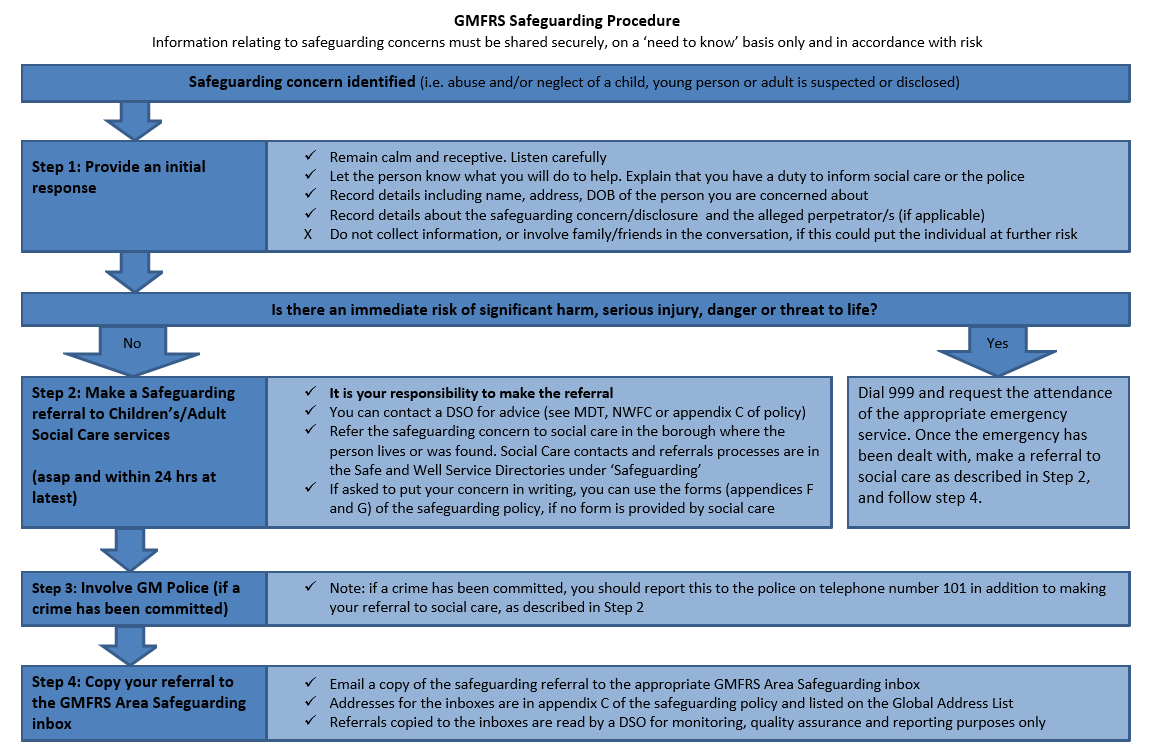 GMFRS Safeguarding Procedure
Information relating to safeguarding concerns must be shared securely, on a ‘need to know’ basis only and in accordance with risk
Safeguarding concern identified (i.e. abuse and/or neglect of a child, young person or adult is suspected or disclosed)
Step 1: Provide an initial
response
✓ Remain calm and receptive. Listen carefully
✓ Let the person know what you will do to help. Explain that you have a duty to inform social care or the police
✓ Record details including name, address, DOB of the person you are concerned about
✓ Record details about the safeguarding concern/disclosure  and the alleged perpetrator/s (if applicable)
X Do not collect information, or involve family/friends in the conversation, if this could put the individual at further risk
Is there an immediate risk of significant harm, serious injury, danger or threat to life?
No
Yes
Step 2: Make a Safeguarding
referral to Children’s/Adult
Social Care services
(asap and within 24 hrs at
latest)
✓ It is your responsibility to make the referral
✓ You can contact a DSO for advice (see MDT, NWFC or appendix C of policy)
✓ Refer the safeguarding concern to social care in the borough where the
person lives or was found. Social Care contacts and referrals processes are in
the Safe and Well Service Directories under ‘Safeguarding’
✓ If asked to put your concern in writing, you can use the forms (appendices F
and G) of the safeguarding policy, if no form is provided by social care
Dial 999 and request the attendance
of the appropriate emergency
service. Once the emergency has
been dealt with, make a referral to
social care as described in Step 2,
and follow step 4.
Step 3: Involve GM Police (if a
crime has been committed)
✓ Note: if a crime has been committed, you should report this to the police on telephone number 101 in addition to making
your referral to social care, as described in Step 2
Step 4: Copy your referral to
the GMFRS Area Safeguarding
inbox
✓ Email a copy of the safeguarding referral to the appropriate GMFRS Area Safeguarding inbox
✓ Addresses for the inboxes are in appendix C of the safeguarding policy and listed on the Global Address List
✓ Referrals copied to the inboxes are read by a DSO for monitoring, quality assurance and reporting purposes only